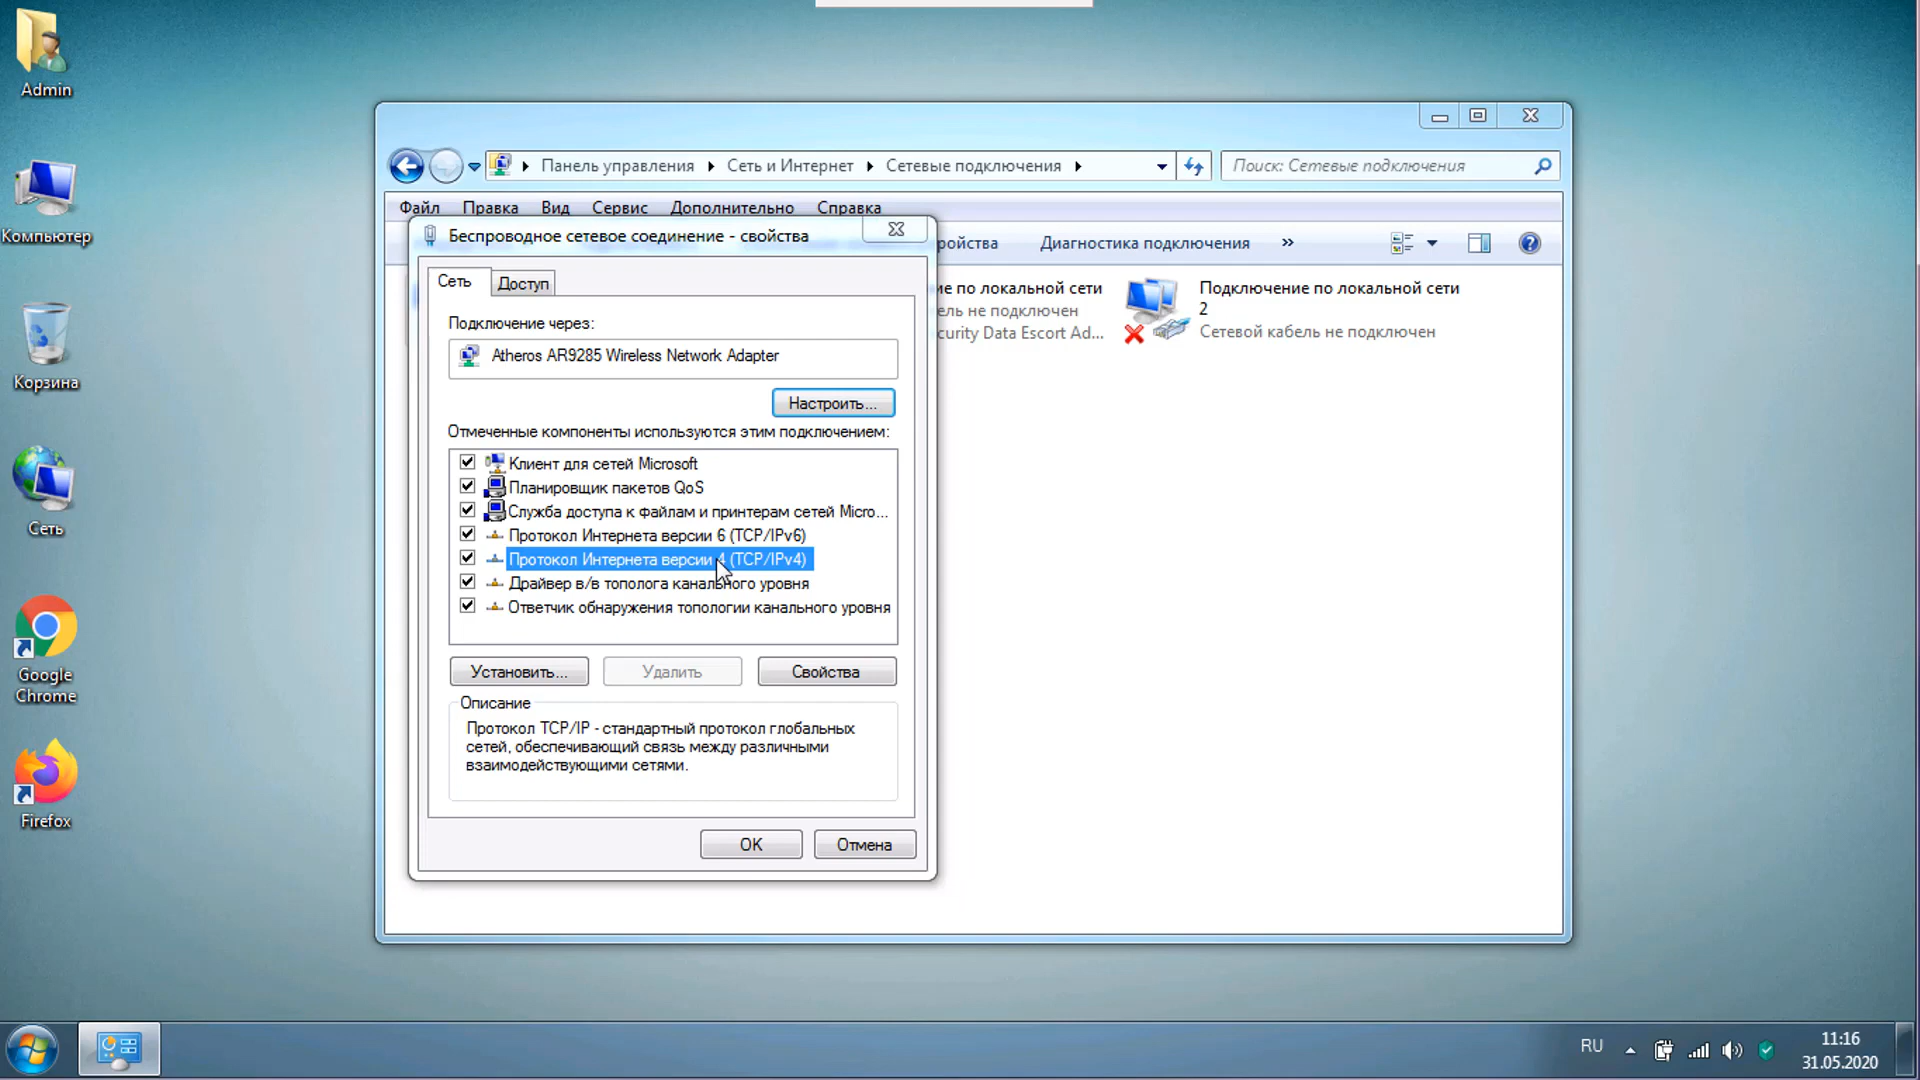 Admin
Компьютер
Корзина
Сеть
Google
Chrome
Firefox
Панель управления
Сеть и Интернет
Сетевые подключения
Поиск: Сетевые подключения
Файл Правка Вид Сервис Дополнительно Справка
ройства
Диагностика подключения »
ие по локальной сети
ель не подключен
curity Data Escort Ad...
Подключение по локальной сети
2
Сетевой кабель не подключен
Беспроводное сетевое соединение - свойства
Сеть Доступ
Подключение через:
Atheros AR9285 Wireless Network Adapter
Настроить...
Отмеченные компоненты используются этим подключением:
Клиент для сетей Microsoft
Планировщик пакетов QoS
Служба доступа к файлам и принтерам сетей Micro...
Протокол Интернета версии 6 (TCP/IPv6)
Протокол Интернета версии 4 (TCP/IPv4)
Драйвер в/в тополога канального уровня
Ответчик обнаружения топологии канального уровня
Установить... Удалить Свойства
Описание
Протокол TCP/IP - стандартный протокол глобальных
сетей, обеспечивающий связь между различными
взаимодействующими сетями.
OK Отмена
RU
11:16
31.05.2020